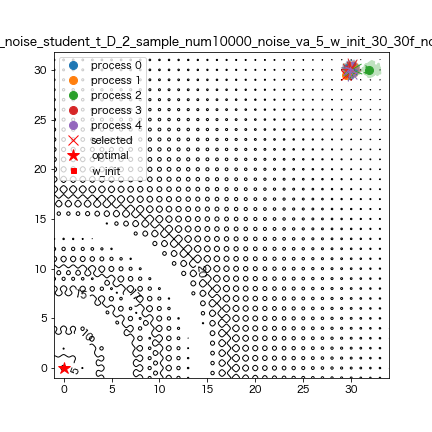 _noise_student_t_D_2_sample_num10000_noise_va_5_w_init_30_30f_no
process 0
process 1
process 2
process 3
process 4
selected
optimal
w_init
30
25
20
15
10
5
0
0 5 10 15 20 25 30